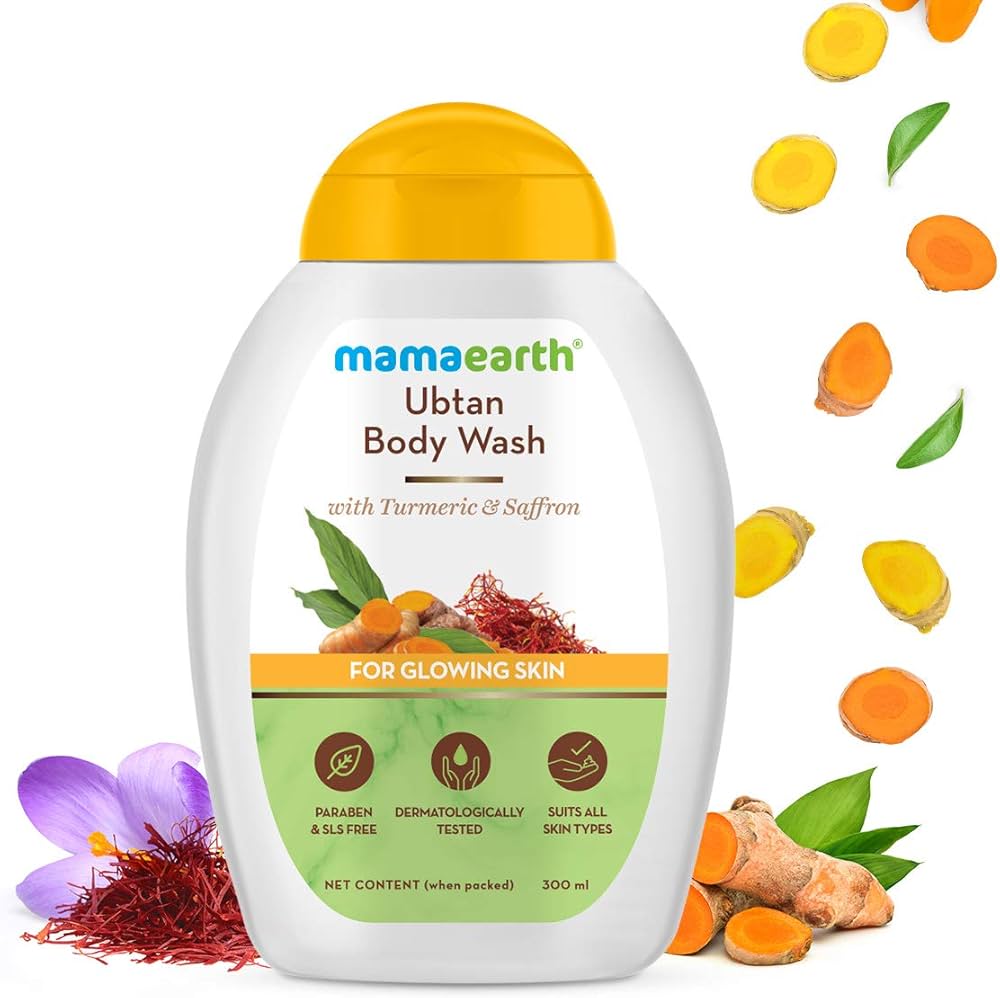 mamaearth®
Ubtan
Body Wash
with Turmeric & Saffron
FOR GLOWING SKIN
PARABEN
& SLS FREE
DERMATOLOGICALLY
TESTED
SUITS ALL
SKIN TYPES
NET CONTENT (when packed) 300 ml